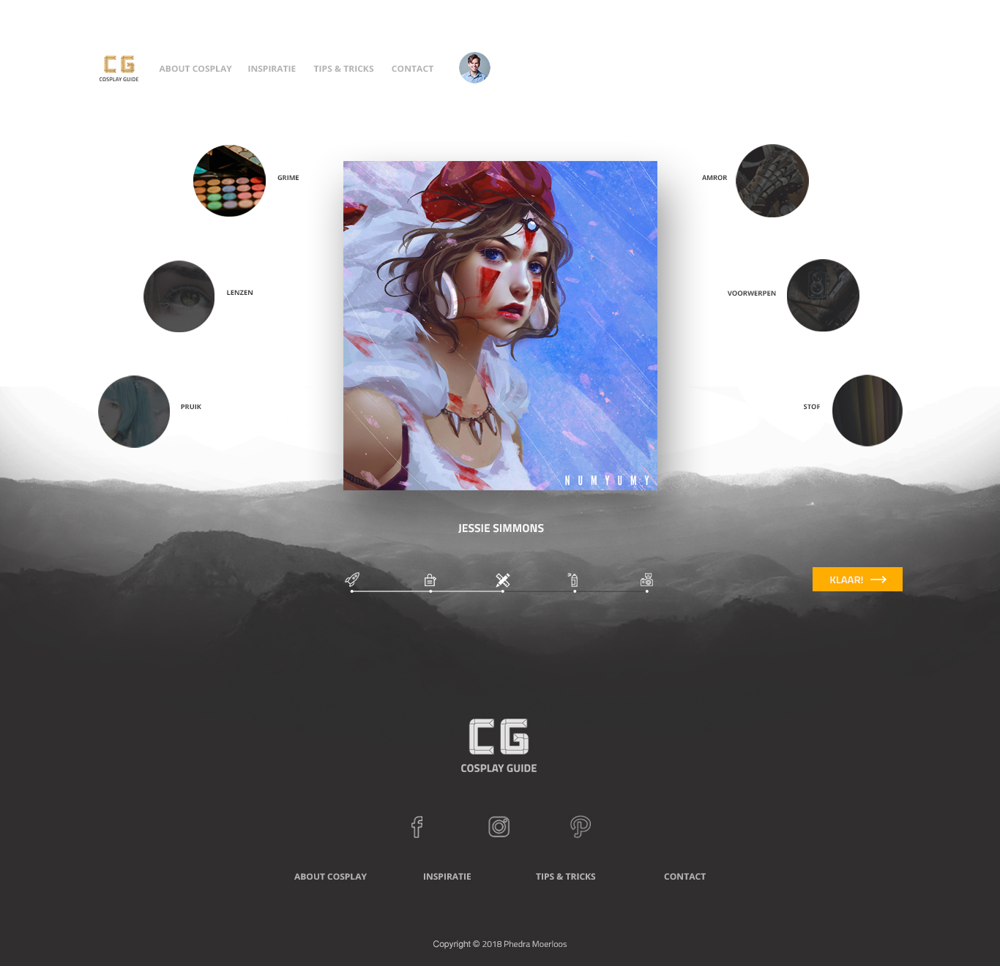 CG
COSPLAY GUIDE
ABOUT COSPLAY
INSPIRATIE
TIPS & TRICKS
CONTACT
GRIME
AMROR
LENZEN
VOORWERPEN
PRUIK
STOF
NUMYUMY
JESSIE SIMMONS
KLAAR!
CG
COSPLAY GUIDE
ABOUT COSPLAY
INSPIRATIE
TIPS & TRICKS
CONTACT
Copyright © 2018 Phedra Moerloos